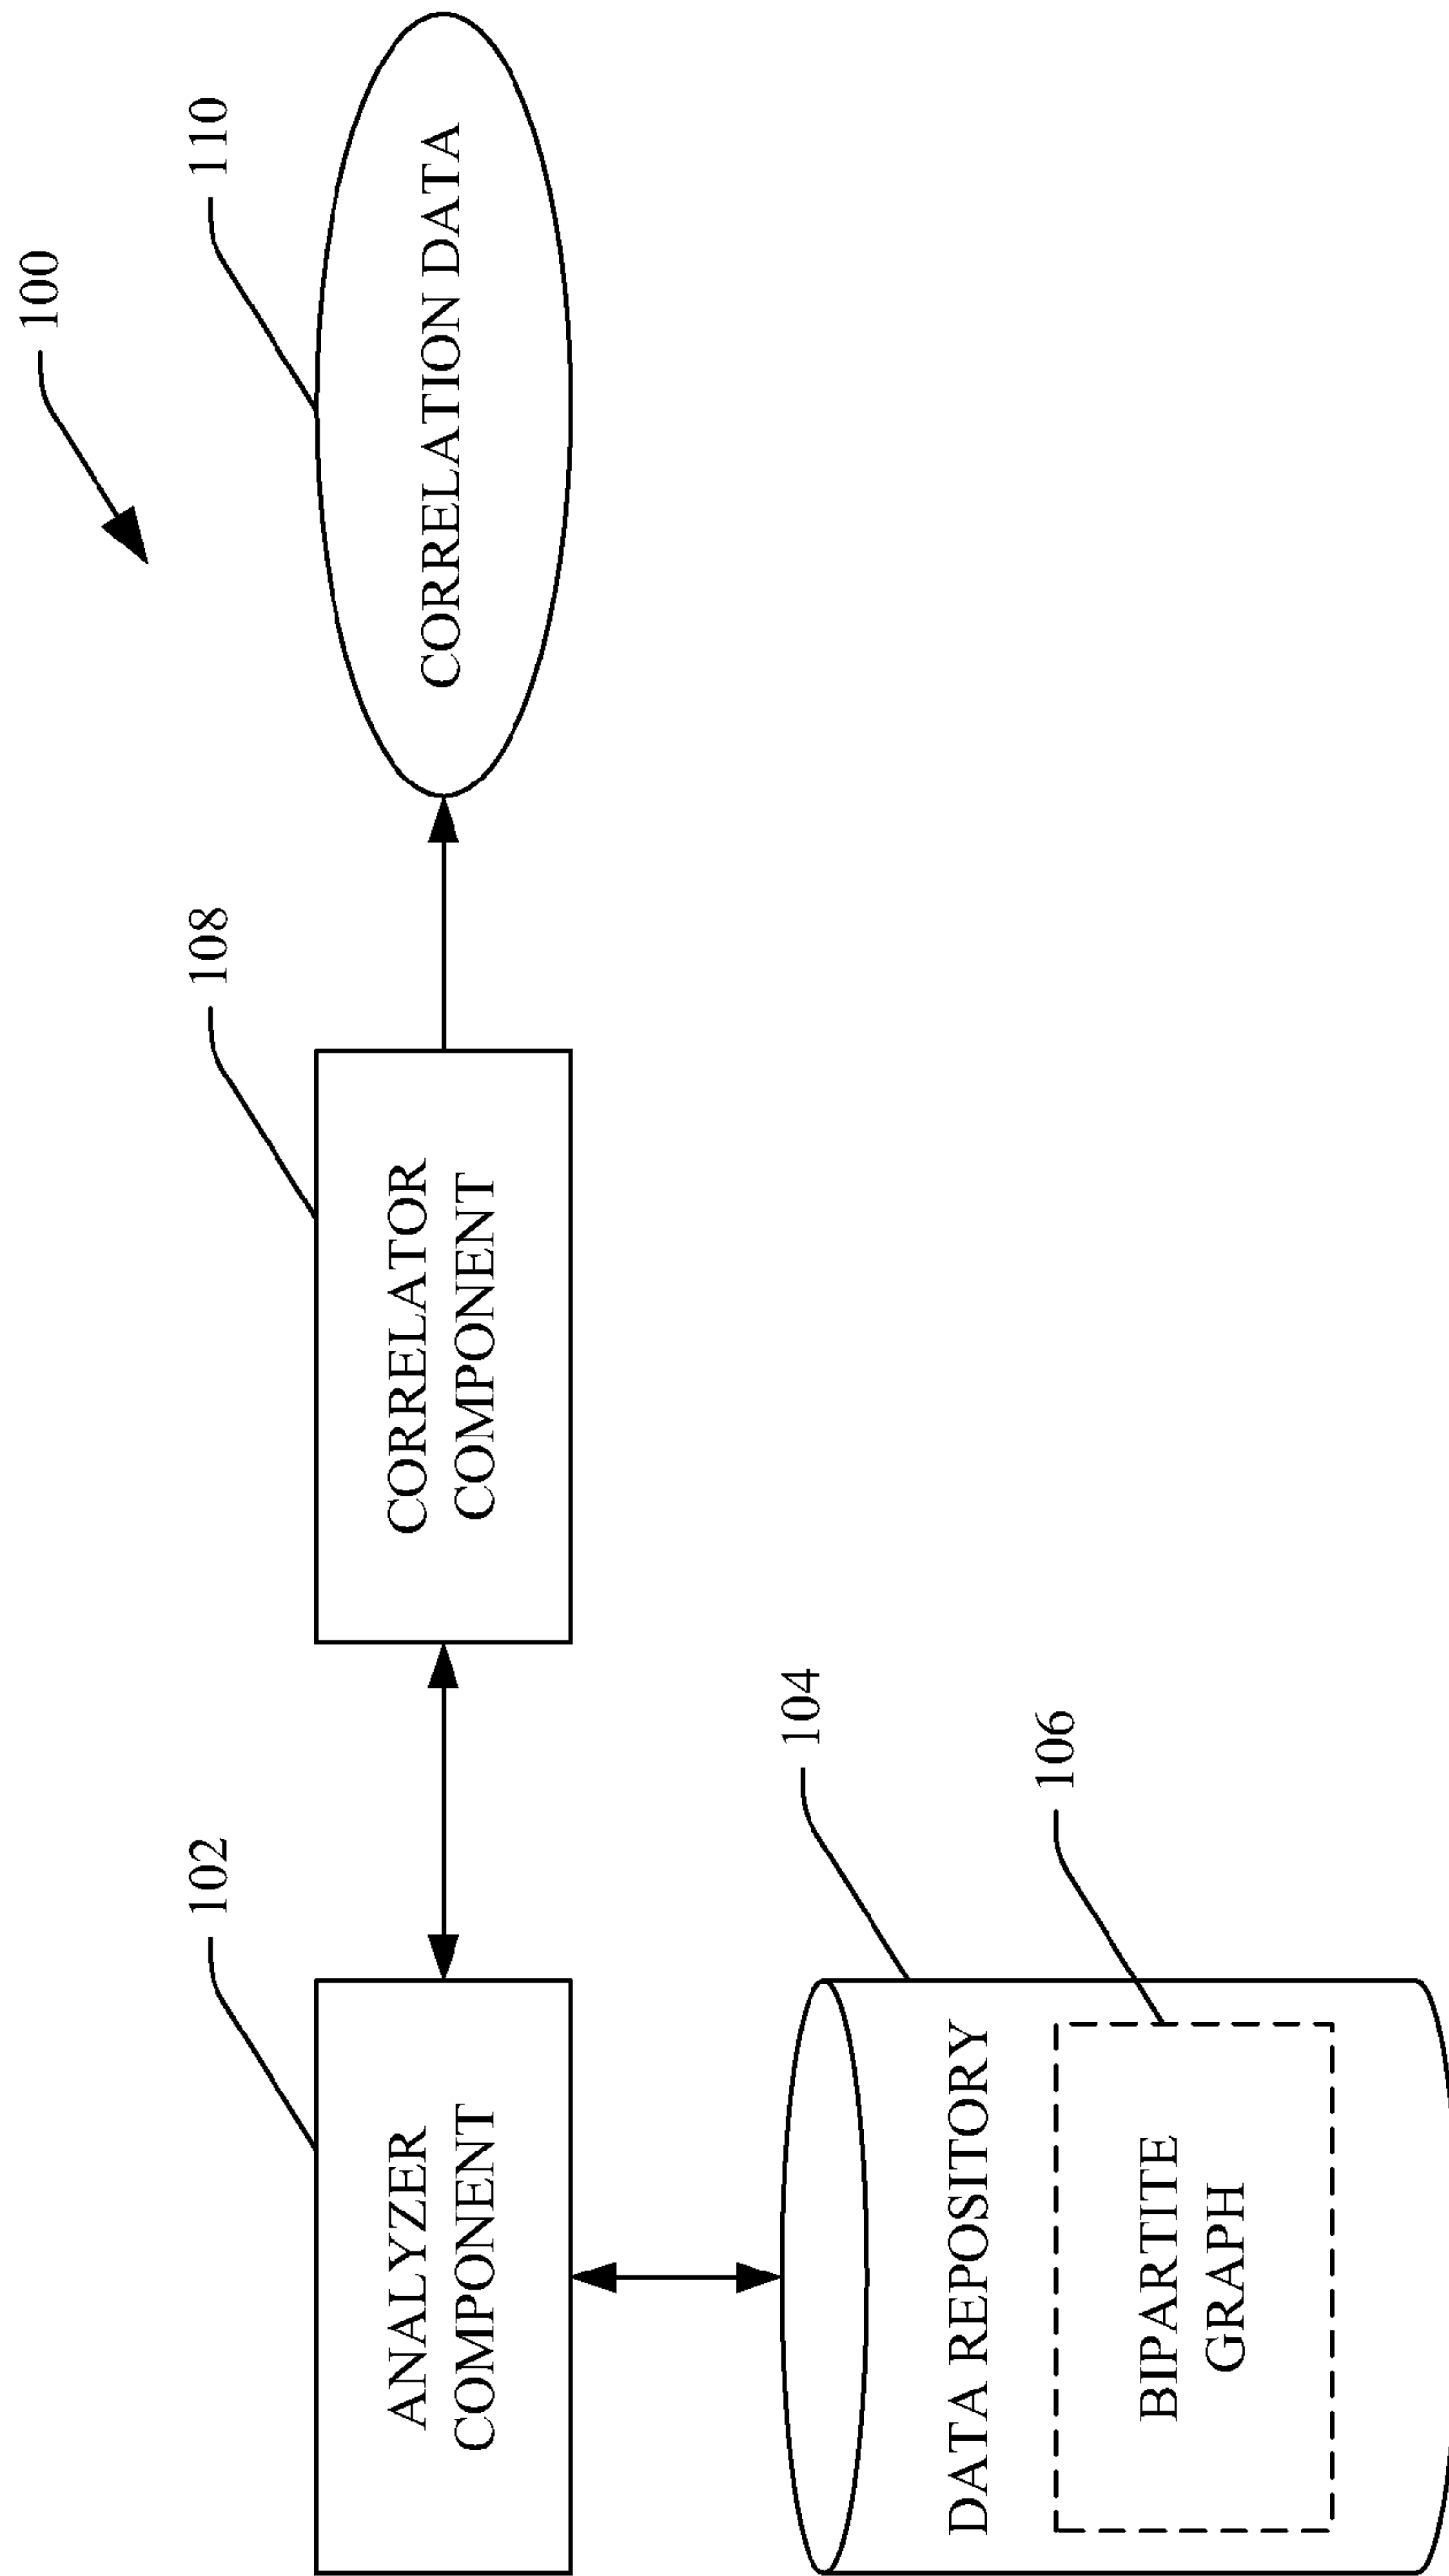 100
102
108
110
ANALYZER
COMPONENT
CORRELATOR
COMPONENT
CORRELATION DATA
104
DATA REPOSITORY
106
BIPARTITE
GRAPH